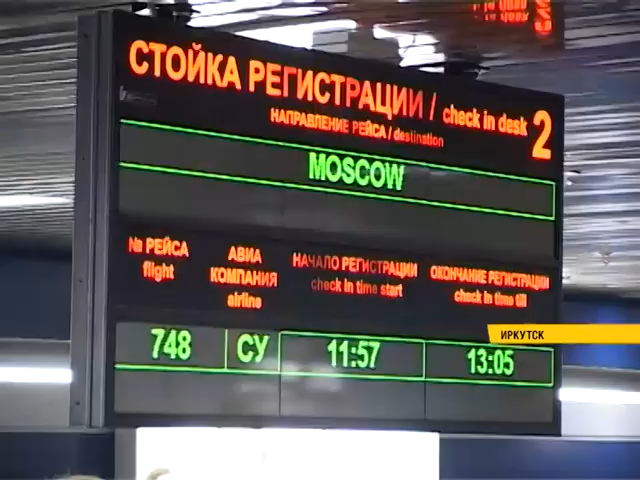 СТОЙКА РЕГИСТРАЦИИ / check in desk 2
НАПРАВЛЕНИЕ РЕЙСА / destination
MOSCOW
№ РЕЙСА
flight
АВИА
КОМПАНИЯ
airline
НАЧАЛО РЕГИСТРАЦИИ
check in time start
ОКОНЧАНИЕ РЕГИСТРАЦИИ
check in time till
748 СУ 11:57 13:05
ИРКУТСК